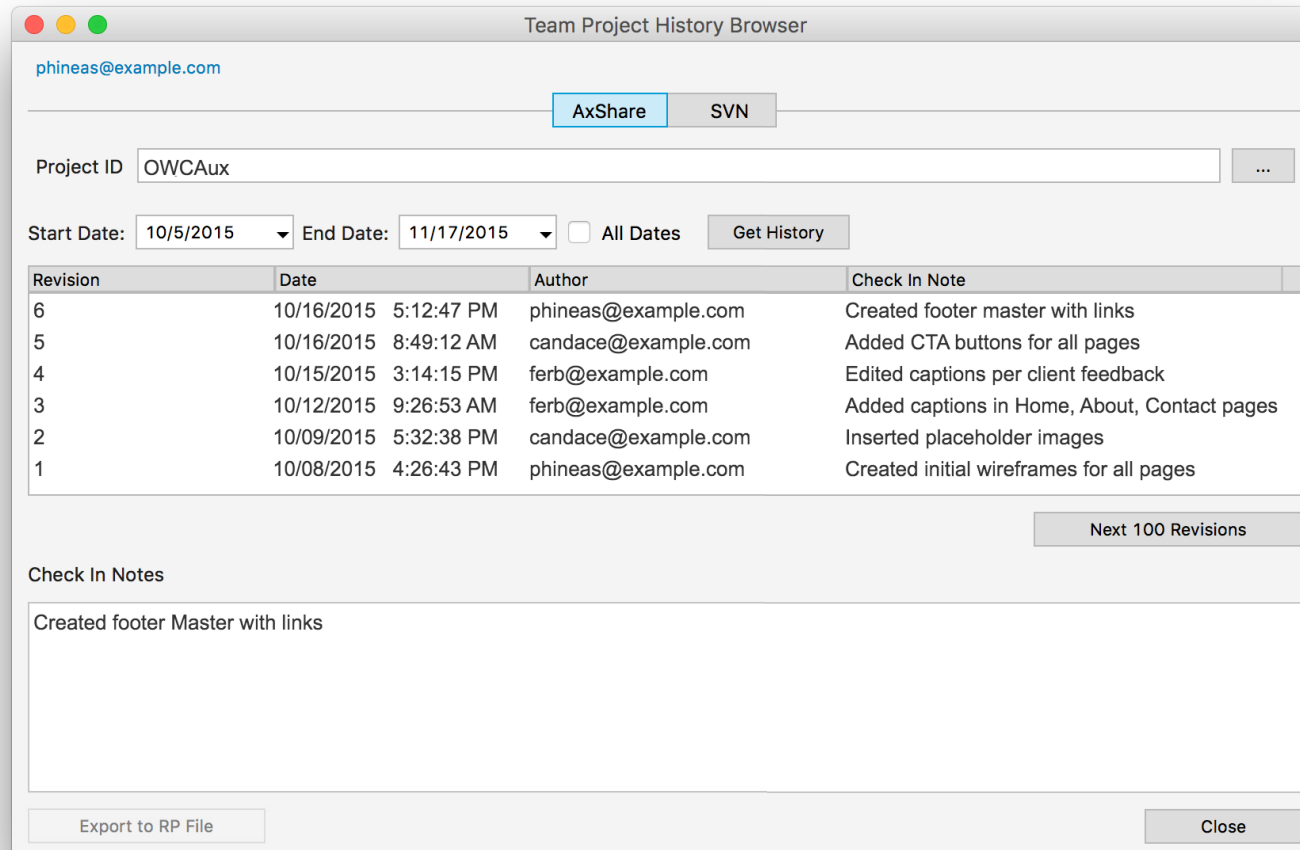 Team Project History Browser
phineas@example.com
AxShare SVN
Project ID OWCAux ...
Start Date: 10/5/2015 End Date: 11/17/2015 All Dates Get History
Revision Date Author Check In Note
6 10/16/2015 5:12:47 PM phineas@example.com Created footer master with links
5 10/16/2015 8:49:12 AM candace@example.com Added CTA buttons for all pages
4 10/15/2015 3:14:15 PM ferb@example.com Edited captions per client feedback
3 10/12/2015 9:26:53 AM ferb@example.com Added captions in Home, About, Contact pages
2 10/09/2015 5:32:38 PM candace@example.com Inserted placeholder images
1 10/08/2015 4:26:43 PM phineas@example.com Created initial wireframes for all pages
Next 100 Revisions
Check In Notes
Created footer Master with links
Export to RP File Close